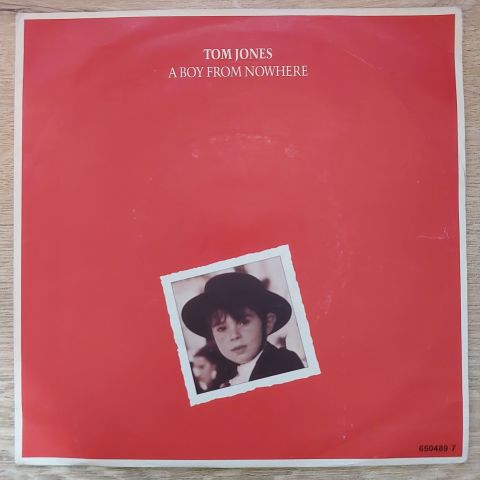 TOM JONES
A BOY FROM NOWHERE
650489 7